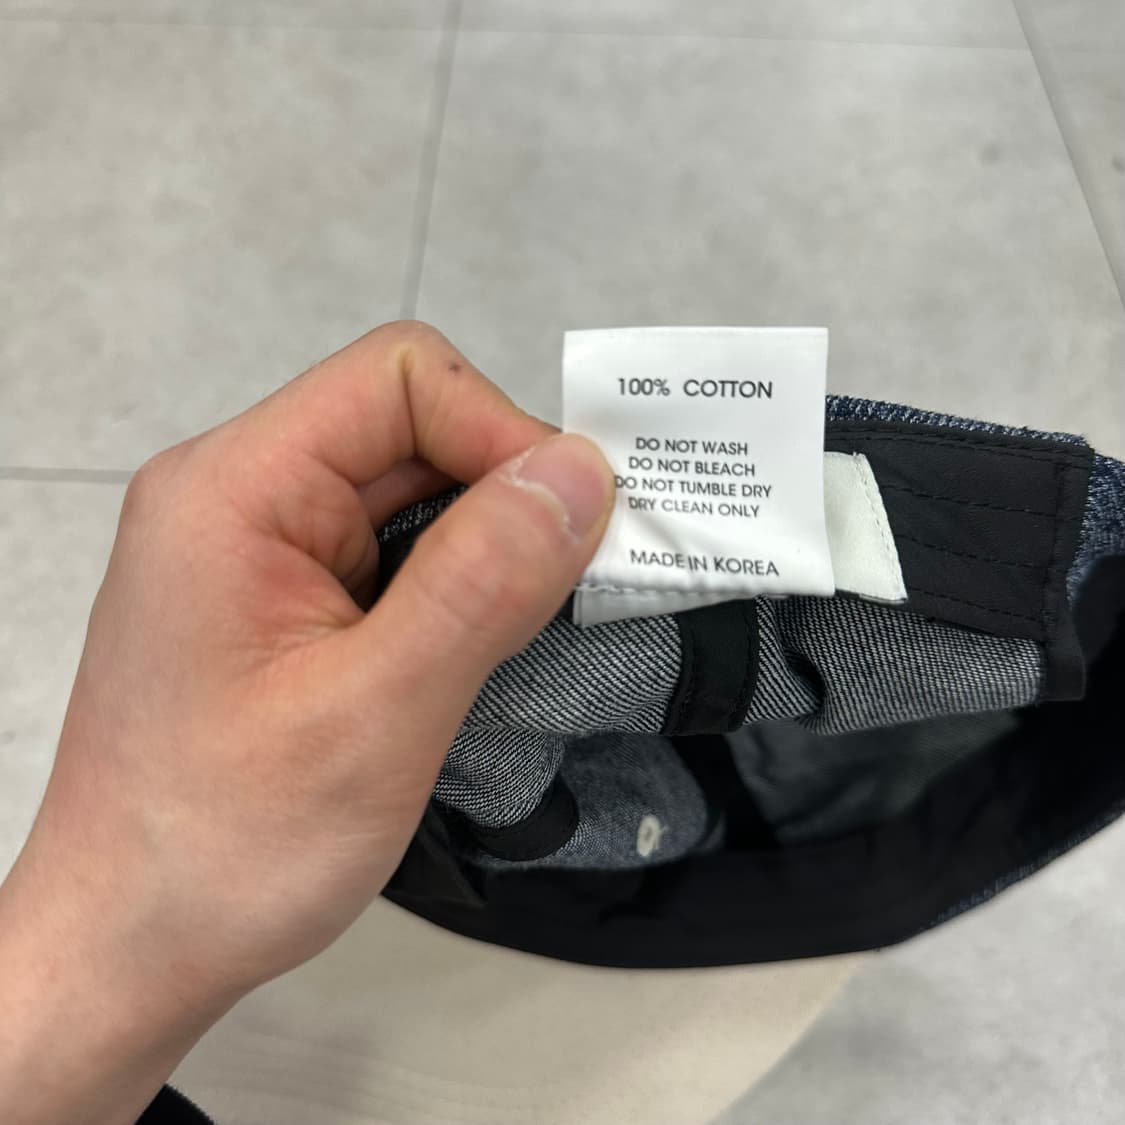 100% COTTON
DO NOT WASH
DO NOT BLEACH
DO NOT TUMBLE DRY
DRY CLEAN ONLY
MADE IN KOREA